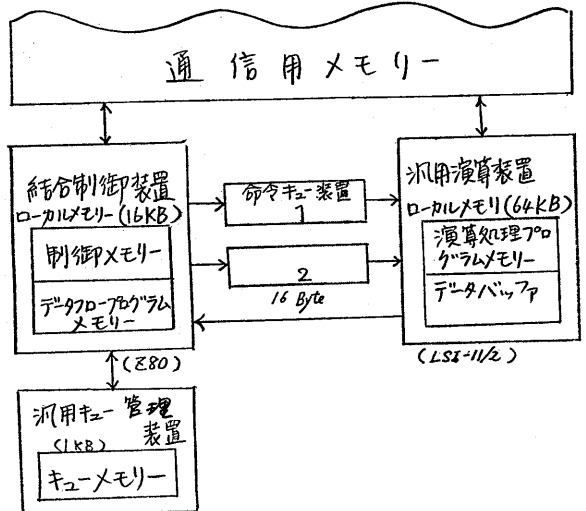 通信用メモリー
結合制御装置
ローカルメモリー(16KB)
制御メモリー
データフロープログラム
メモリー
(Z80)
命令キュー装置
1
2
16 Byte
汎用演算装置
ローカルメモリ(64KB)
演算処理プロ
グラムメモリー
データバッファ
(LSI-11/2)
汎用キュー管理
装置
(1KB)
キューメモリー